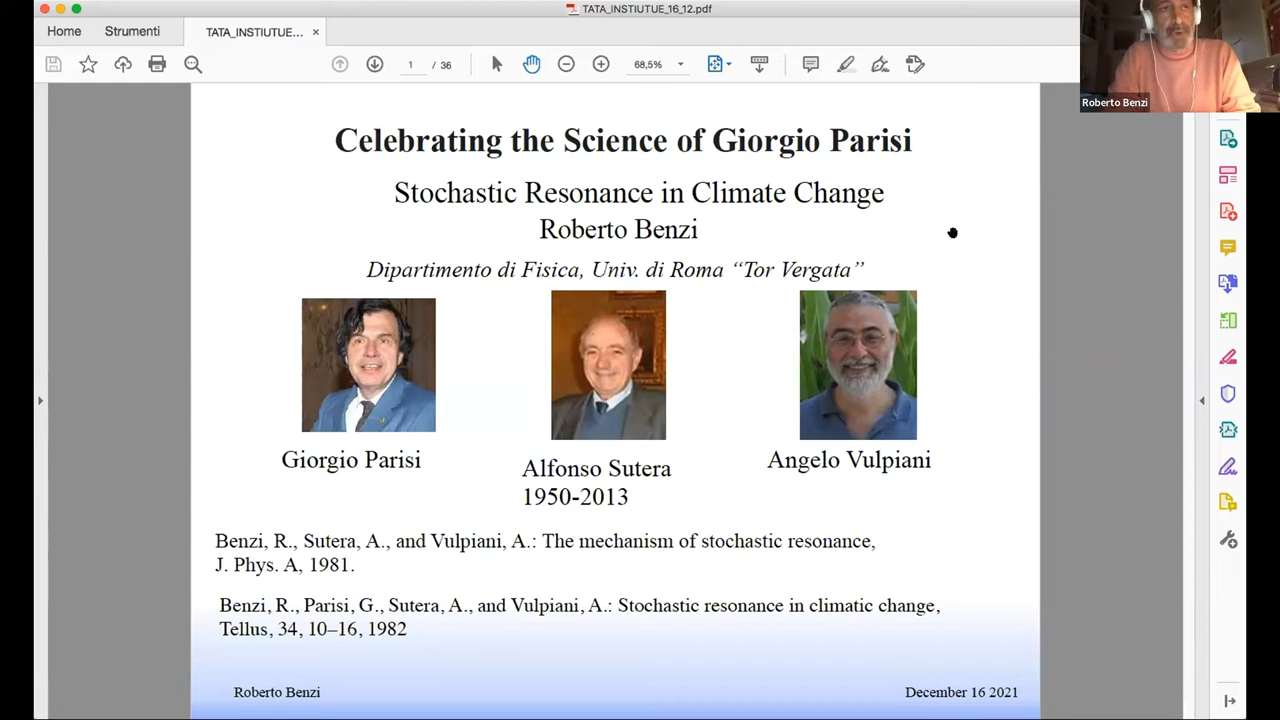 TATA_INSTIUTUE_16_12.pdf
Home
Strumenti
TATA_INSTIUTUE...
1 / 36
68,5%
Roberto Benzi
Celebrating the Science of Giorgio Parisi
Stochastic Resonance in Climate Change
Roberto Benzi
Dipartimento di Fisica, Univ. di Roma “Tor Vergata”
Giorgio Parisi
Alfonso Sutera
1950-2013
Angelo Vulpiani
Benzi, R., Sutera, A., and Vulpiani, A.: The mechanism of stochastic resonance,
J. Phys. A, 1981.
Benzi, R., Parisi, G., Sutera, A., and Vulpiani, A.: Stochastic resonance in climatic change,
Tellus, 34, 10–16, 1982
Roberto Benzi
December 16 2021